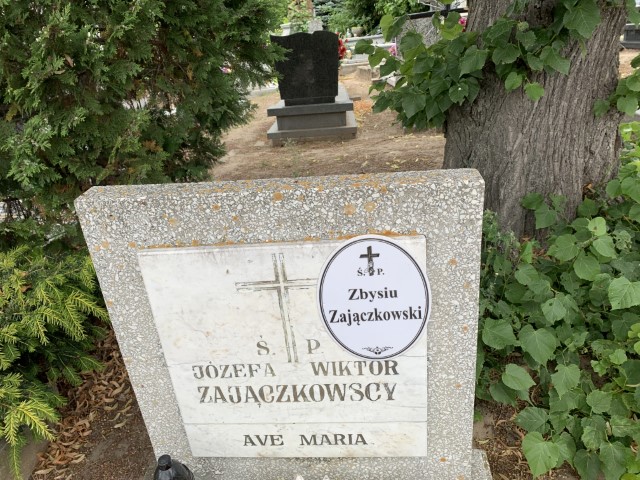 Ś. P.
Zbysiu
Zajączkowski
Ś. P.
JÓZEFA WIKTOR
ZAJĄCZKOWSCY
AVE MARIA